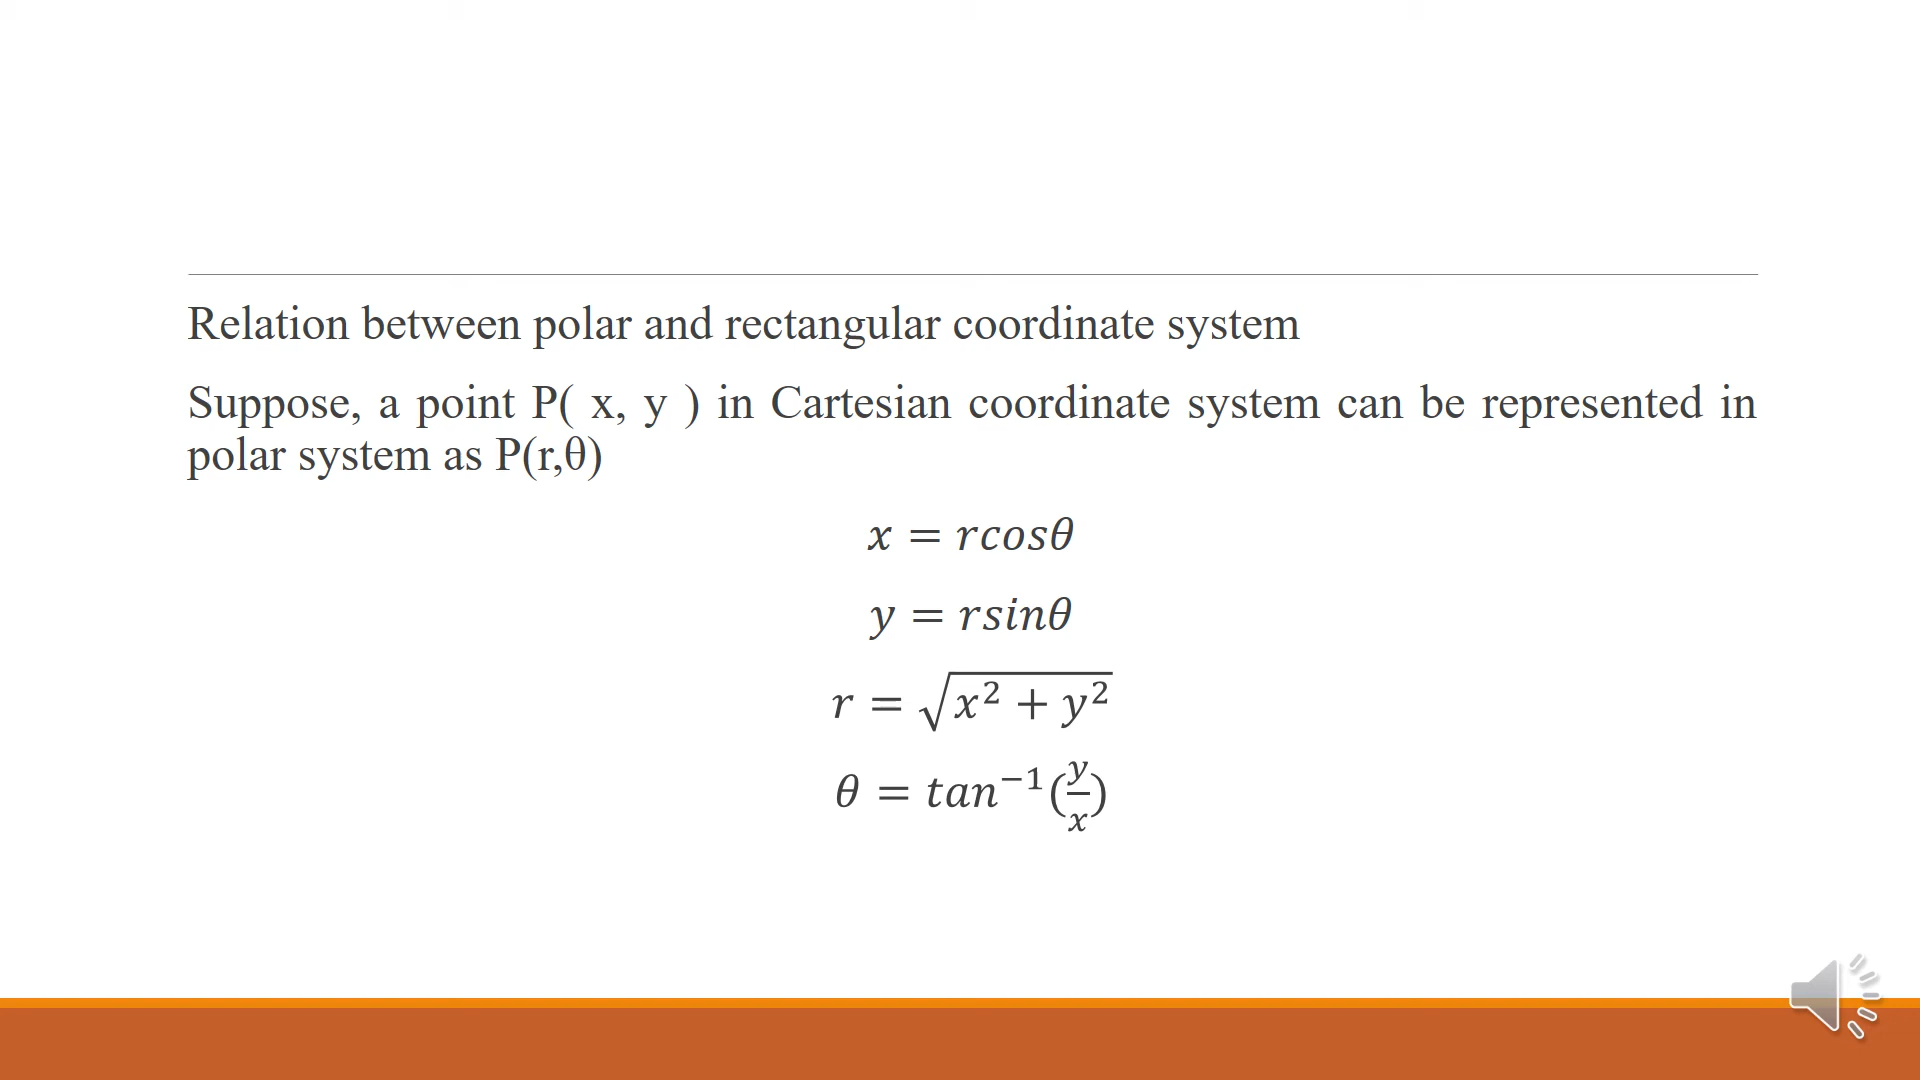 Relation between polar and rectangular coordinate system
Suppose, a point P( x, y ) in Cartesian coordinate system can be represented in
polar system as P(r,θ)
x = rcosθ
y = rsinθ
r = √(x² + y²)
θ = tan⁻¹(y/x)